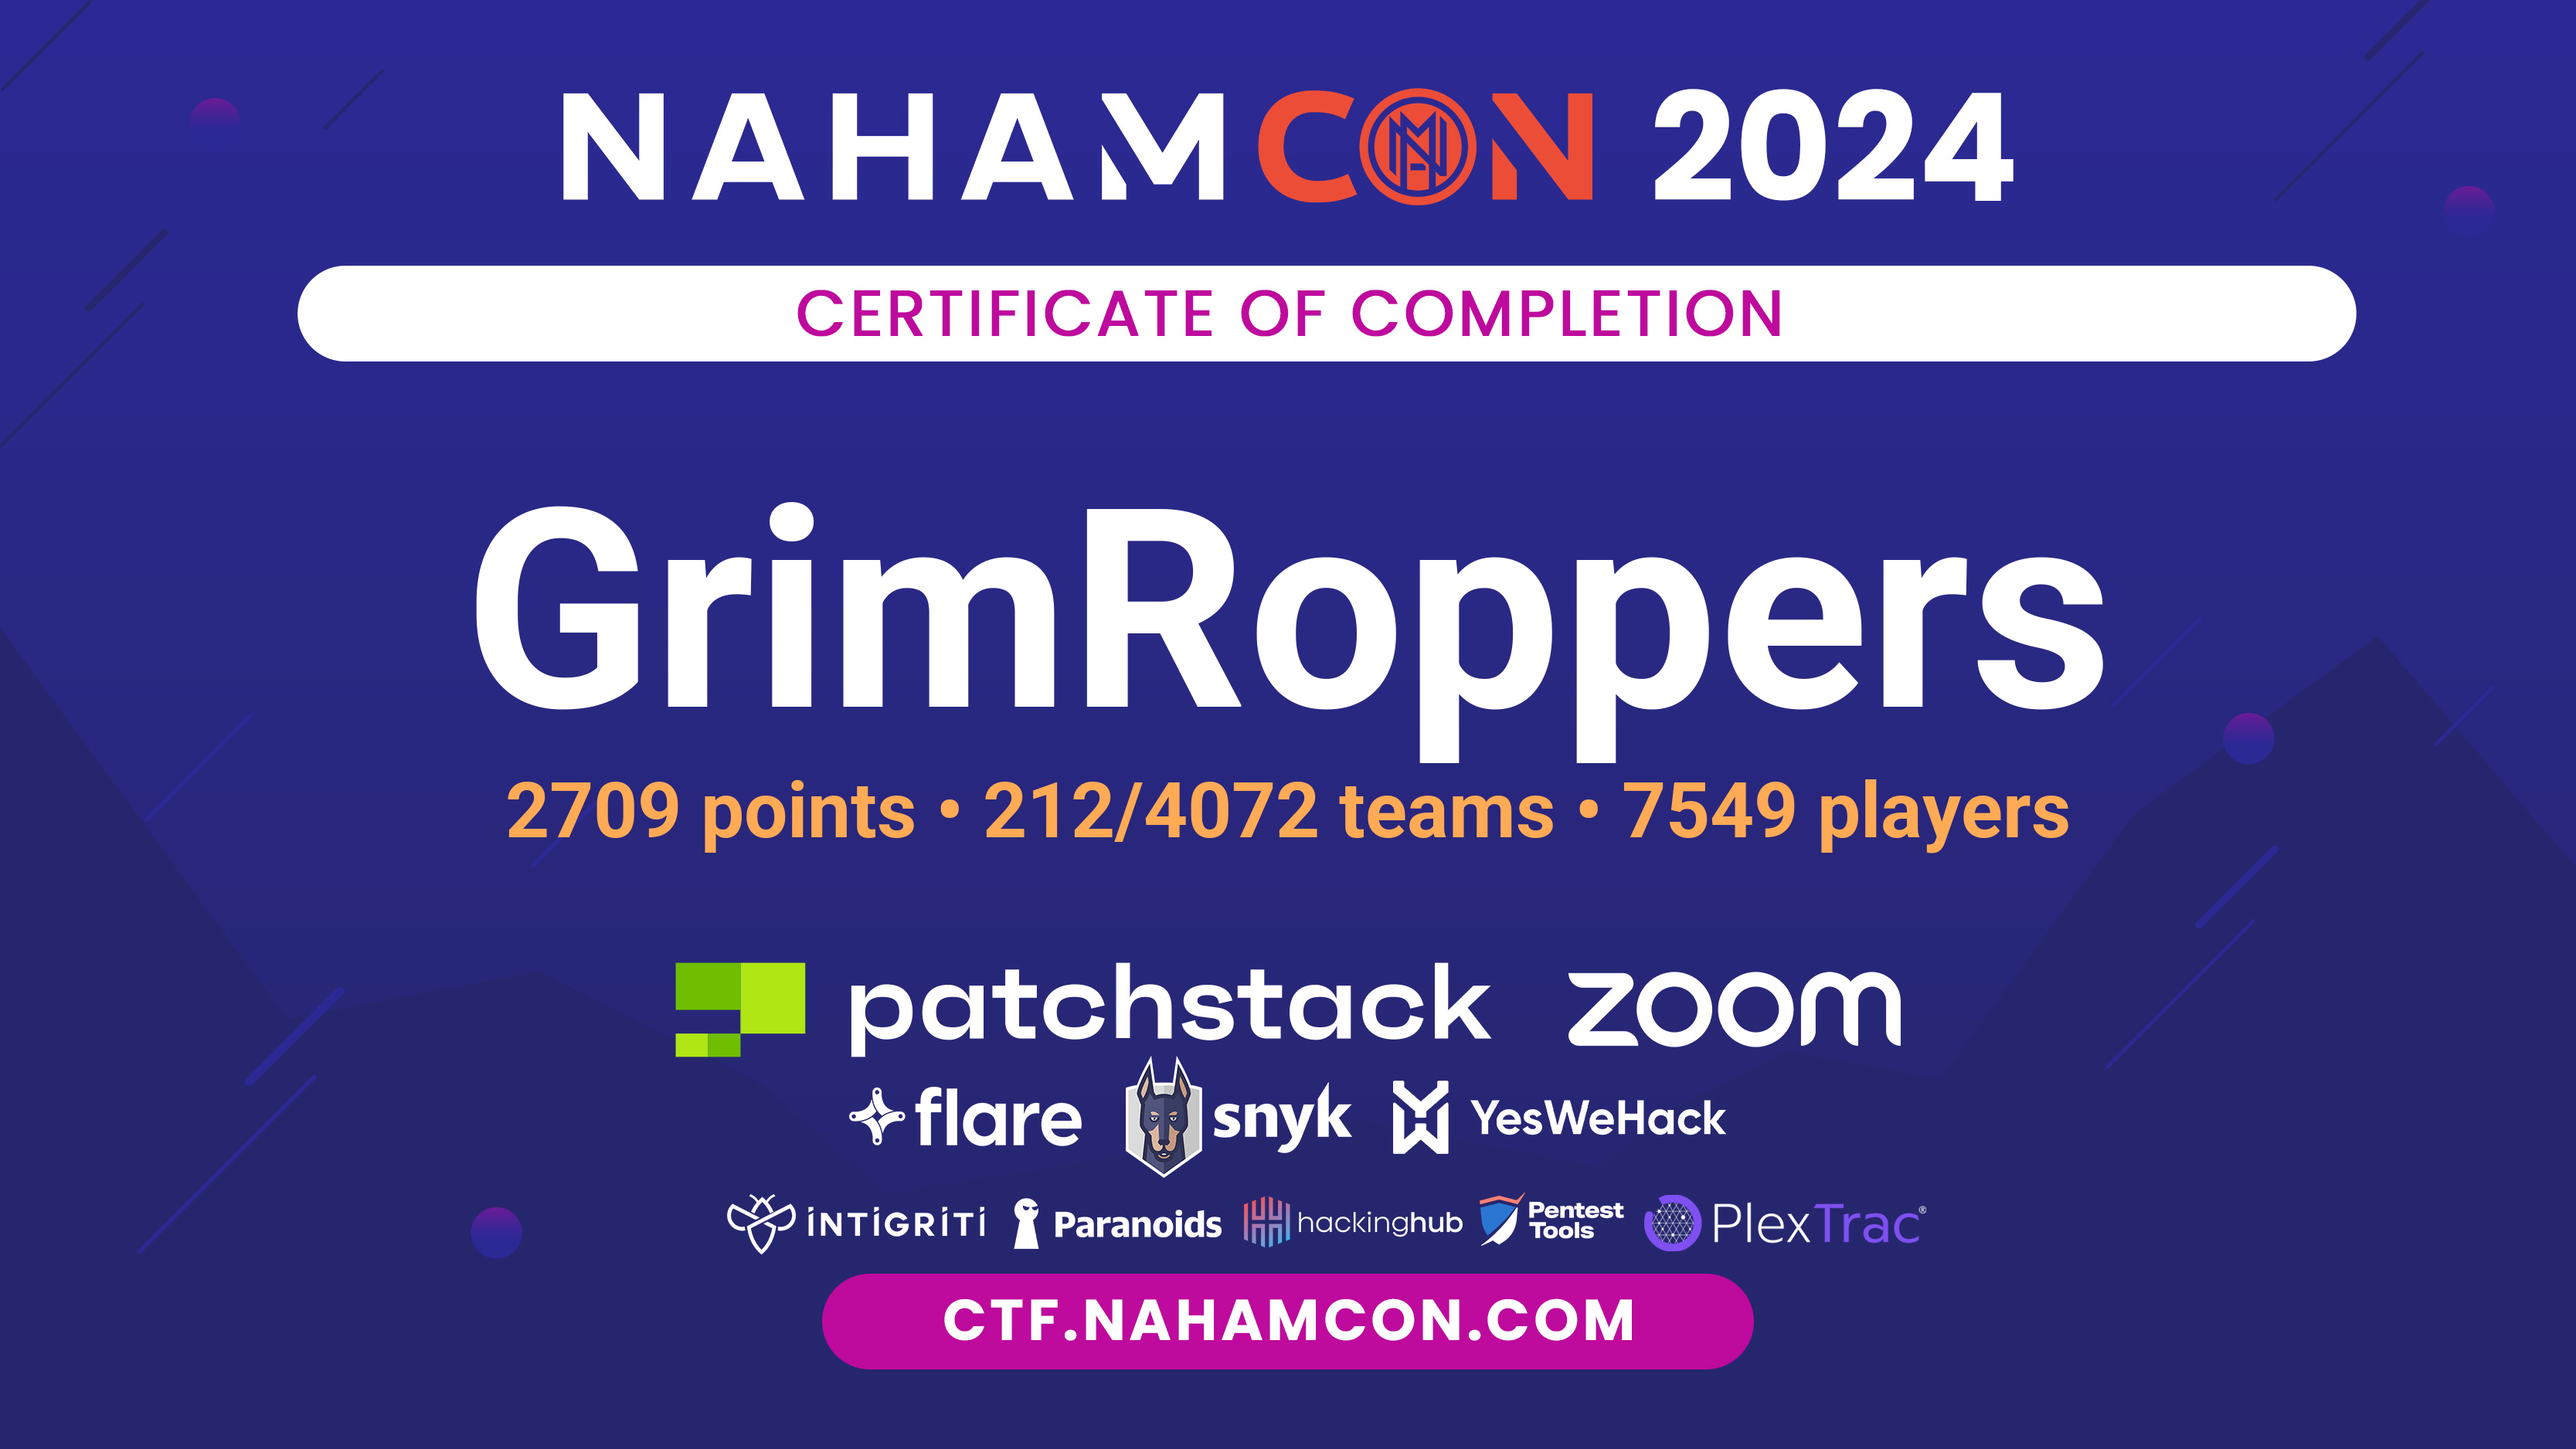 NAHAMCON 2024
CERTIFICATE OF COMPLETION
GrimRoppers
2709 points • 212/4072 teams • 7549 players
patchstack zoom
flare snyk YesWeHack
INTIGRITI Paranoids hackinghub Pentest Tools PlexTrac®
CTF.NAHAMCON.COM